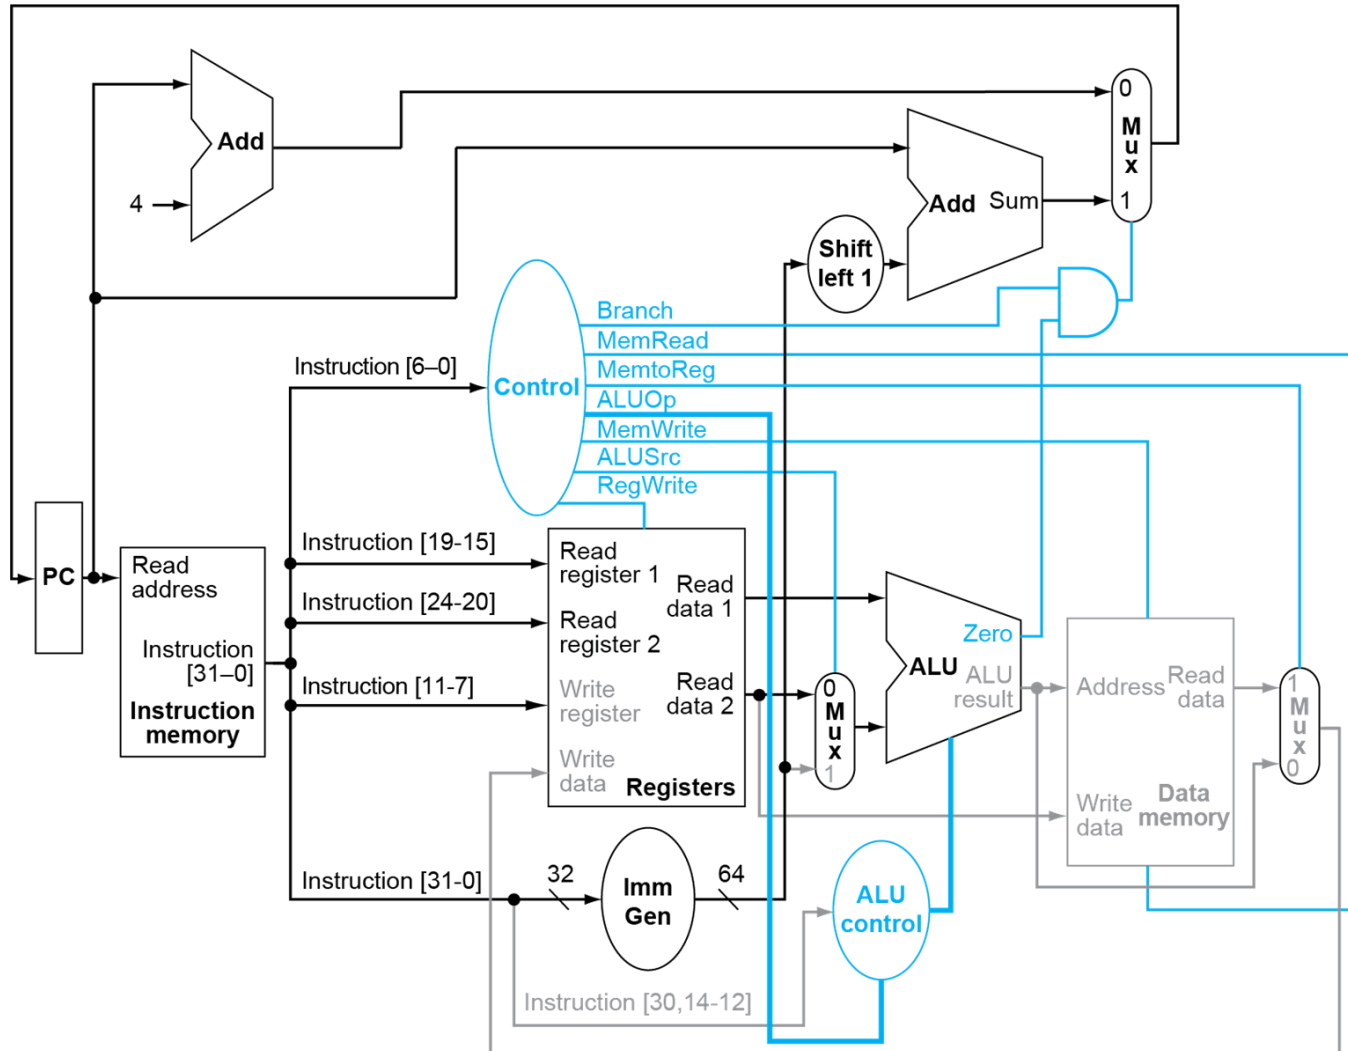 0
M
u
x
1
Add
4
Add Sum
Shift
left 1
Branch
MemRead
MemtoReg
ALUOp
MemWrite
ALUSrc
RegWrite
Instruction [6–0]
Control
PC
Read
address
Instruction
[31–0]
Instruction
memory
Instruction [19-15]
Instruction [24-20]
Instruction [11-7]
Instruction [31-0]
Read
register 1
Read
register 2
Write
register
Write
data
Read
data 1
Read
data 2
Registers
0
M
u
x
1
Zero
ALU
ALU
result
Address
Read
data
Write
data
Data
memory
1
M
u
x
0
32
Imm
Gen
64
ALU
control
Instruction [30,14-12]